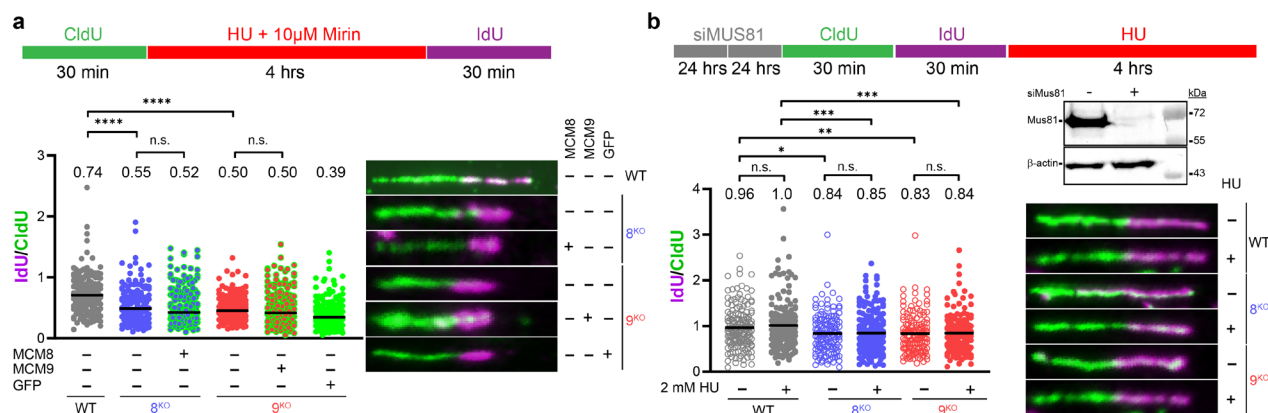 a
CldU HU + 10µM Mirin IdU
30 min 4 hrs 30 min
****
****
n.s. n.s.
0.74 0.55 0.52 0.50 0.50 0.39
IdU/CldU
3
2
1
0
MCM8 – – + – – –
MCM9 – – – – + –
GFP – – – – – +
WT 8KO 9KO
MCM8 MCM9 GFP
– – – WT
– – –
+ – – 8KO
– – –
– + – 9KO
– – +
b
siMUS81 CldU IdU HU
24 hrs 24 hrs 30 min 30 min 4 hrs
***
***
**
*
n.s. n.s. n.s.
0.96 1.0 0.84 0.85 0.83 0.84
IdU/CldU
4
3
2
1
0
2 mM HU – + – + – +
WT 8KO 9KO
siMus81 – + kDa
Mus81 72
55
β-actin 43
HU
–
+ WT
–
+ 8KO
–
+ 9KO